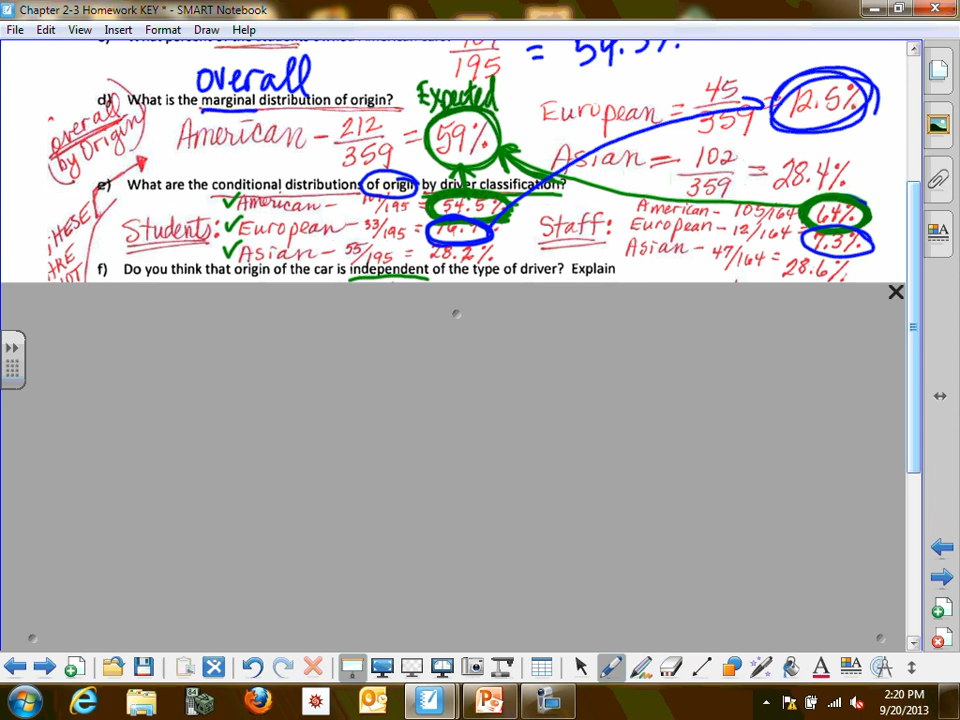 Chapter 2-3 Homework KEY * - SMART Notebook
File Edit View Insert Format Draw Help
195
= 54.5%
overall
d) What is the marginal distribution of origin?
Expected
American - 212/359 = 59%
European = 45/359 = 12.5%
Asian = 102/359 = 28.4%
overall
by Origin
e) What are the conditional distributions of origin by driver classification?
Students:
American - /195 = 54.5%
European - 53/195 =
Asian - 55/195 = 28.2%
Staff:
American - 105/164 64%
European - 12/164 = 7.3%
Asian - 47/164 = 28.6%
THESE
ARE
NOT
f) Do you think that origin of the car is independent of the type of driver? Explain
2:20 PM
9/20/2013